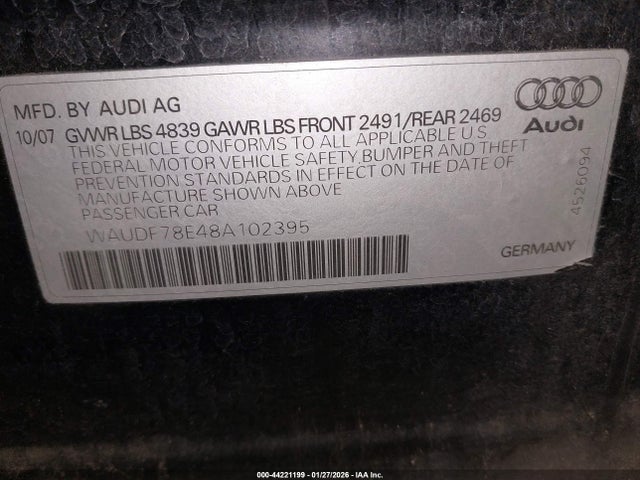 MFD. BY AUDI AG
10/07 GVWR LBS 4839 GAWR LBS FRONT 2491/REAR 2469
THIS VEHICLE CONFORMS TO ALL APPLICABLE U S
FEDERAL MOTOR VEHICLE SAFETY,BUMPER AND THEFT
PREVENTION STANDARDS IN EFFECT ON THE DATE OF
MANUFACTURE SHOWN ABOVE
PASSENGER CAR
WAUDF78E48A102395
Audi
4526094
GERMANY
000-44221199 | 01/27/2026 | IAA Inc.